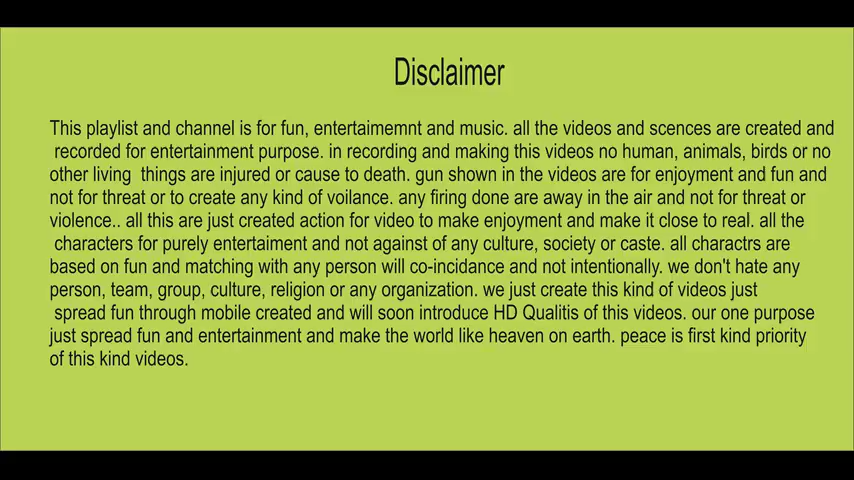 Disclaimer
This playlist and channel is for fun, entertaimemnt and music. all the videos and scences are created and
recorded for entertainment purpose. in recording and making this videos no human, animals, birds or no
other living things are injured or cause to death. gun shown in the videos are for enjoyment and fun and
not for threat or to create any kind of voilance. any firing done are away in the air and not for threat or
violence.. all this are just created action for video to make enjoyment and make it close to real. all the
characters for purely entertaiment and not against of any culture, society or caste. all charactrs are
based on fun and matching with any person will co-incidance and not intentionally. we don't hate any
person, team, group, culture, religion or any organization. we just create this kind of videos just
spread fun through mobile created and will soon introduce HD Qualitis of this videos. our one purpose
just spread fun and entertainment and make the world like heaven on earth. peace is first kind priority
of this kind videos.